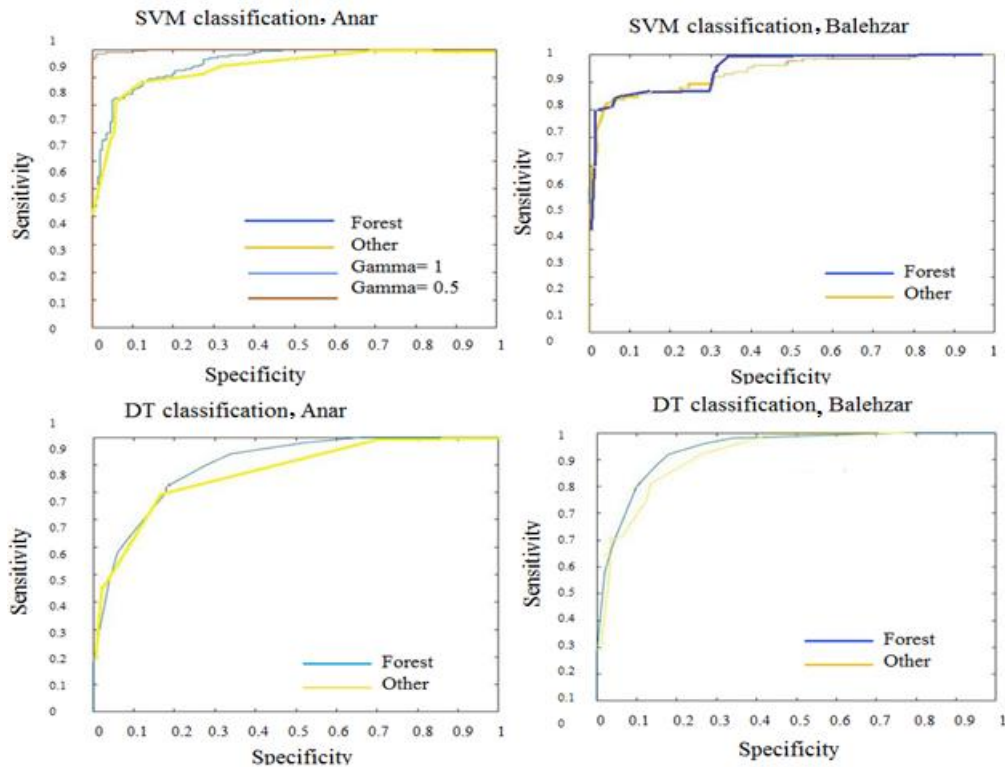 SVM classification, Anar
1
0.9
0.8
0.7
0.6
0.5
0.4
0.3
0.2
0.1
0
Sensitivity
Forest
Other
Gamma= 1
Gamma= 0.5
0 0.1 0.2 0.3 0.4 0.5 0.6 0.7 0.8 0.9 1
Specificity
SVM classification, Balehzar
1
0.9
0.8
0.7
0.6
0.5
0.4
0.3
0.2
0.1
0
Sensitivity
Forest
Other
0 0.1 0.2 0.3 0.4 0.5 0.6 0.7 0.8 0.9 1
Specificity
DT classification, Anar
1
0.9
0.8
0.7
0.6
0.5
0.4
0.3
0.2
0.1
0
Sensitivity
Forest
Other
0 0.1 0.2 0.3 0.4 0.5 0.6 0.7 0.8 0.9 1
Specificity
DT classification, Balehzar
1
0.9
0.8
0.7
0.6
0.5
0.4
0.3
0.2
0.1
0
Sensitivity
Forest
Other
0 0.1 0.2 0.3 0.4 0.5 0.6 0.7 0.8 0.9 1
Specificity